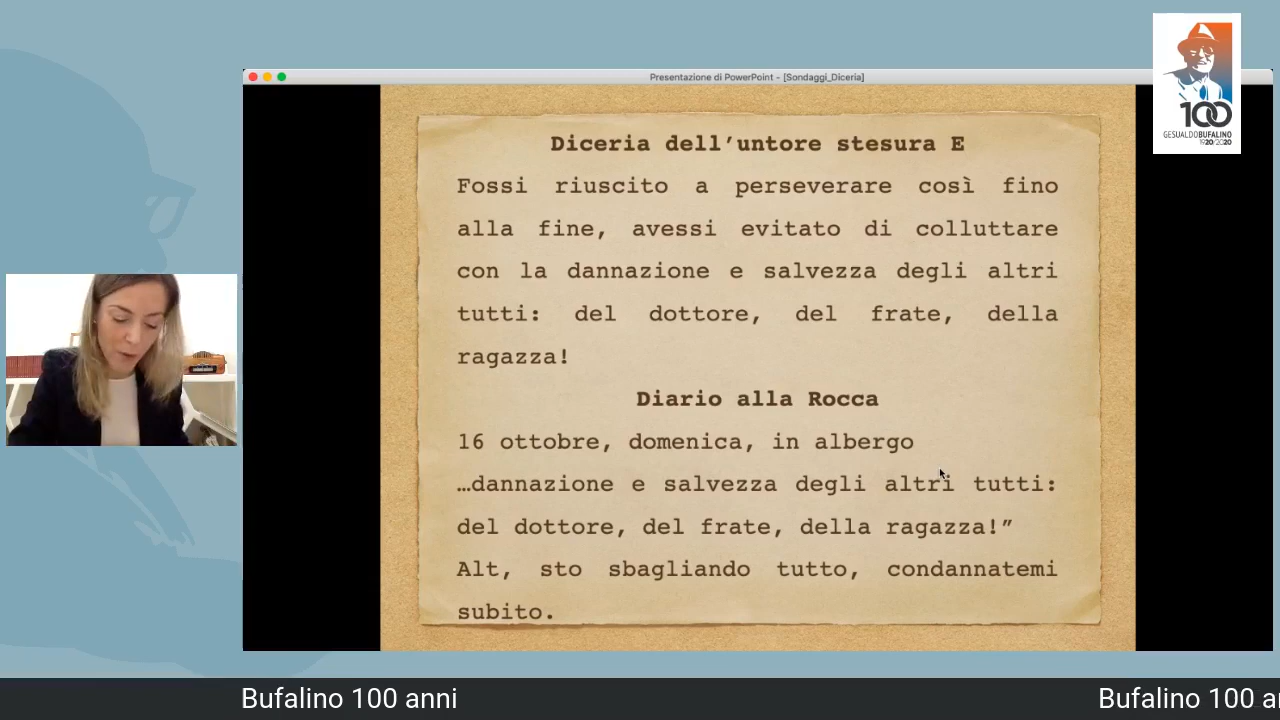 Presentazione di PowerPoint - [Sondaggi_Diceria]
100
GESUALDOBUFALINO
1920/2020
Diceria dell’untore stesura E
Fossi riuscito a perseverare così fino
alla fine, avessi evitato di colluttare
con la dannazione e salvezza degli altri
tutti: del dottore, del frate, della
ragazza!
Diario alla Rocca
16 ottobre, domenica, in albergo
…dannazione e salvezza degli altri tutti:
del dottore, del frate, della ragazza!”
Alt, sto sbagliando tutto, condannatemi
subito.
Bufalino 100 anni
Bufalino 100 a